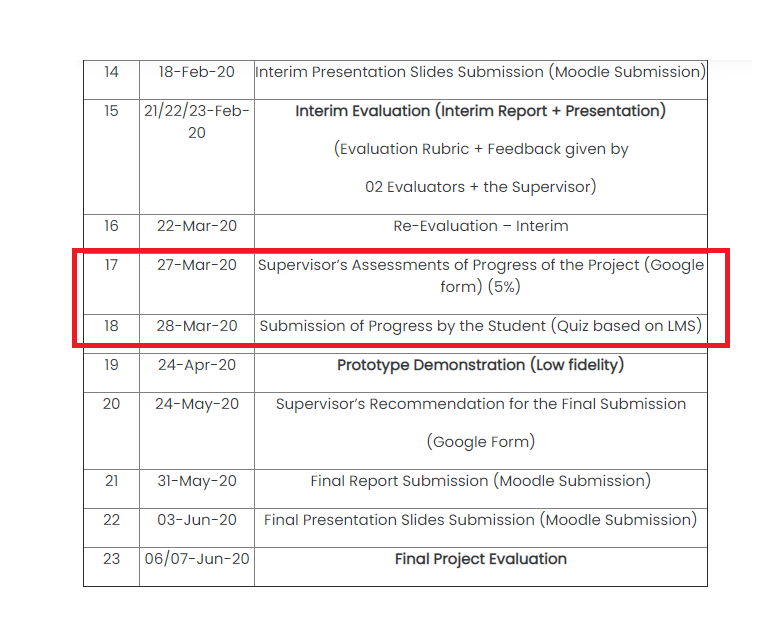 14 18-Feb-20 Interim Presentation Slides Submission (Moodle Submission)
15 21/22/23-Feb-20 Interim Evaluation (Interim Report + Presentation)
(Evaluation Rubric + Feedback given by
02 Evaluators + the Supervisor)
16 22-Mar-20 Re-Evaluation – Interim
17 27-Mar-20 Supervisor’s Assessments of Progress of the Project (Google
form) (5%)
18 28-Mar-20 Submission of Progress by the Student (Quiz based on LMS)
19 24-Apr-20 Prototype Demonstration (Low fidelity)
20 24-May-20 Supervisor’s Recommendation for the Final Submission
(Google Form)
21 31-May-20 Final Report Submission (Moodle Submission)
22 03-Jun-20 Final Presentation Slides Submission (Moodle Submission)
23 06/07-Jun-20 Final Project Evaluation